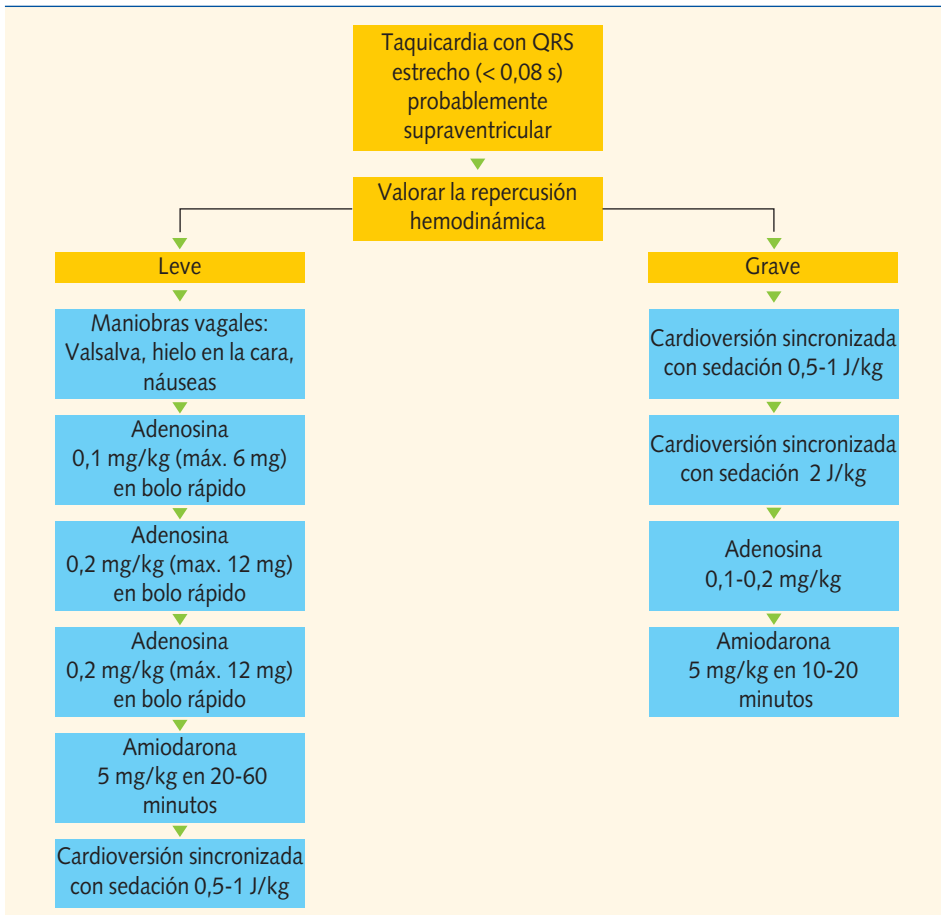 Taquicardia con QRS
estrecho (< 0,08 s)
probablemente
supraventricular
Valorar la repercusión
hemodinámica
Leve
Maniobras vagales:
Valsalva, hielo en la cara,
náuseas
Adenosina
0,1 mg/kg (máx. 6 mg)
en bolo rápido
Adenosina
0,2 mg/kg (max. 12 mg)
en bolo rápido
Adenosina
0,2 mg/kg (máx. 12 mg)
en bolo rápido
Amiodarona
5 mg/kg en 20-60
minutos
Cardioversión sincronizada
con sedación 0,5-1 J/kg
Grave
Cardioversión sincronizada
con sedación 0,5-1 J/kg
Cardioversión sincronizada
con sedación 2 J/kg
Adenosina
0,1-0,2 mg/kg
Amiodarona
5 mg/kg en 10-20
minutos